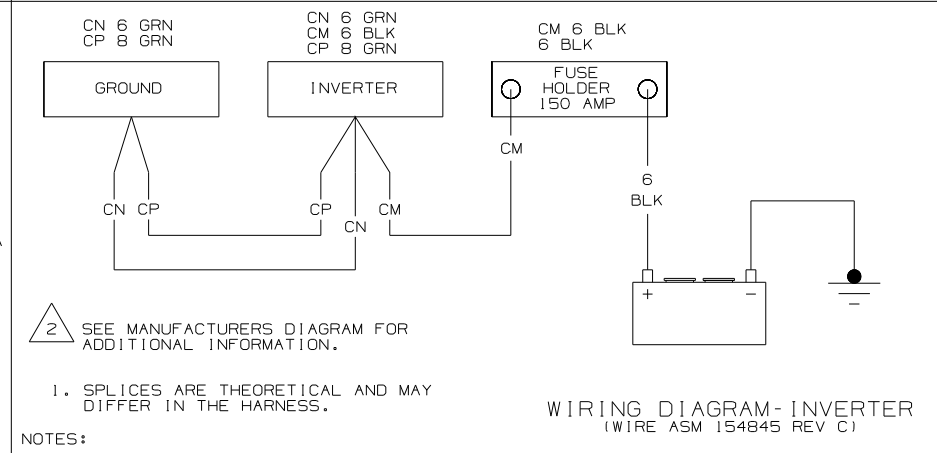 CN 6 GRN
CP 8 GRN
GROUND
CN 6 GRN
CM 6 BLK
CP 8 GRN
INVERTER
CM 6 BLK
6 BLK
FUSE
HOLDER
150 AMP
CM
CN
CP
CP
CN
CM
6
BLK
+
−
2
SEE MANUFACTURERS DIAGRAM FOR
ADDITIONAL INFORMATION.
1. SPLICES ARE THEORETICAL AND MAY
DIFFER IN THE HARNESS.
NOTES:
WIRING DIAGRAM-INVERTER
(WIRE ASM 154845 REV C)